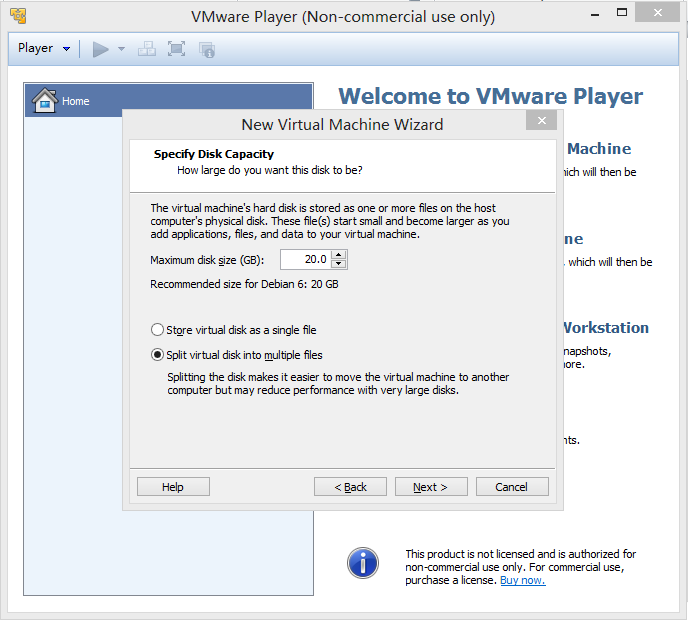 VMware Player (Non-commercial use only)
Player
Home
Welcome to VMware Player
Machine
which will then be
, which will then be
Workstation
snapshots,
New Virtual Machine Wizard
Specify Disk Capacity
How large do you want this disk to be?
The virtual machine's hard disk is stored as one or more files on the host
computer's physical disk. These file(s) start small and become larger as you
add applications, files, and data to your virtual machine.
Maximum disk size (GB):
20.0
Recommended size for Debian 6: 20 GB
Store virtual disk as a single file
Split virtual disk into multiple files
Splitting the disk makes it easier to move the virtual machine to another
computer but may reduce performance with very large disks.
Help
< Back
Next >
Cancel
This product is not licensed and is authorized for
non-commercial use only. For commercial use,
purchase a license. Buy now.